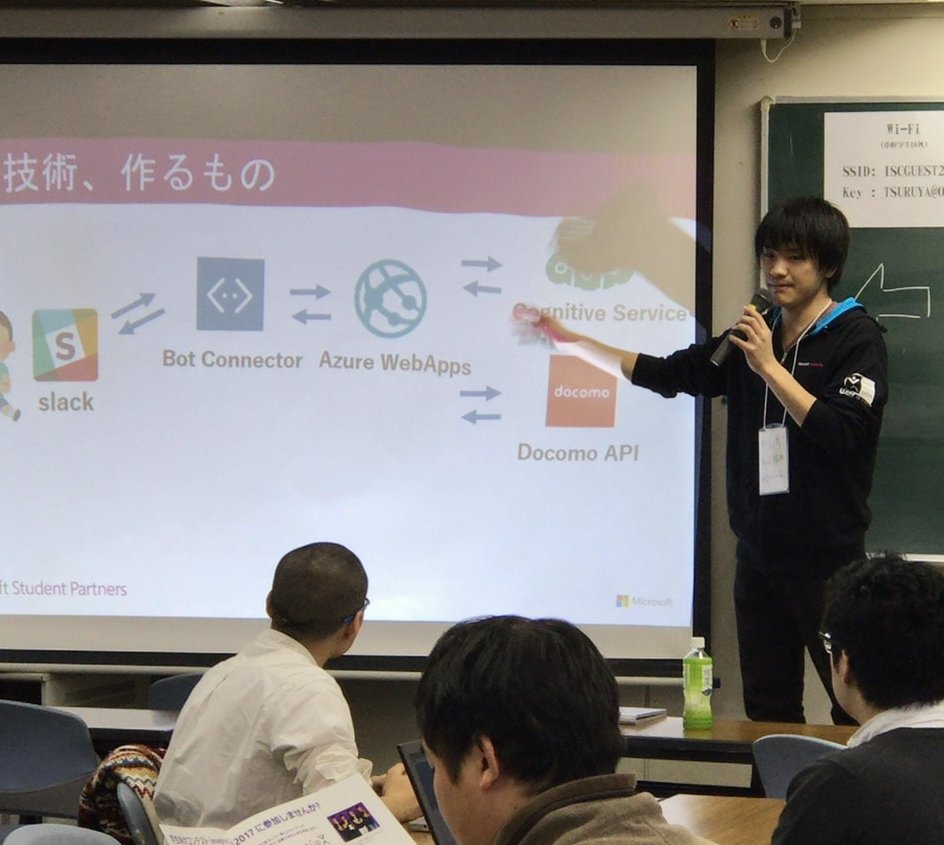 技術、作るもの
Wi-Fi
SSID: ISCGUEST2
Key : TSURUYA@0
S
slack
Bot Connector
Azure WebApps
Cognitive Service
docomo
Docomo API
ft Student Partners
Microsoft
2017 に参加しませんか?